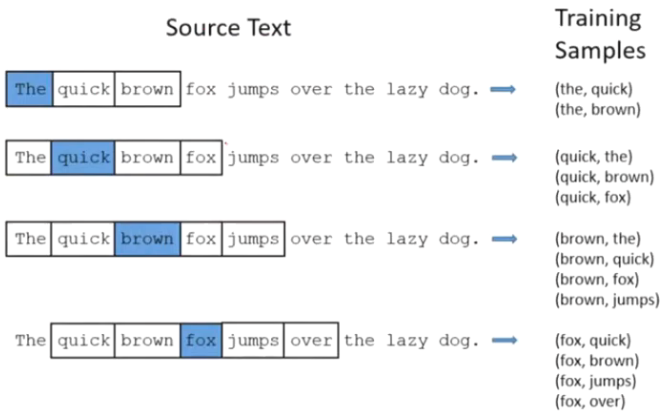 Source Text
Training
Samples
The quick brown fox jumps over the lazy dog.
(the, quick)
(the, brown)
The quick brown fox jumps over the lazy dog.
(quick, the)
(quick, brown)
(quick, fox)
The quick brown fox jumps over the lazy dog.
(brown, the)
(brown, quick)
(brown, fox)
(brown, jumps)
The quick brown fox jumps over the lazy dog.
(fox, quick)
(fox, brown)
(fox, jumps)
(fox, over)